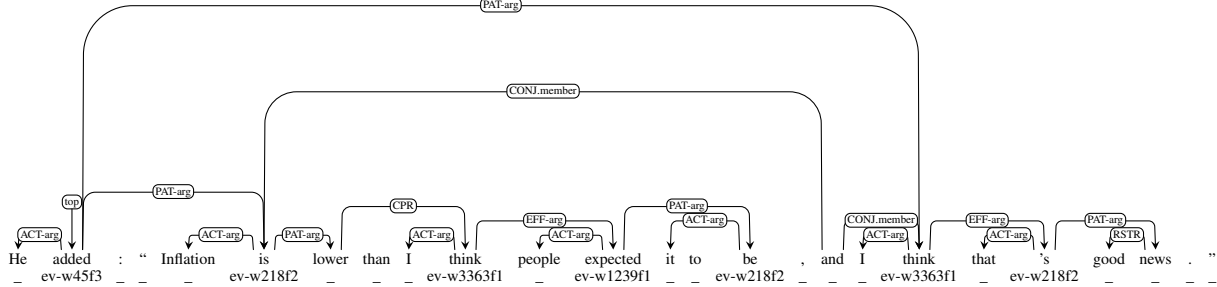 PAT-arg
CONJ.member
top PAT-arg CPR PAT-arg
EFF-arg ACT-arg CONJ.member EFF-arg PAT-arg
ACT-arg ACT-arg PAT-arg ACT-arg ACT-arg ACT-arg ACT-arg RSTR
He added : “ Inflation is lower than I think people expected it to be , and I think that 's good news . ”
_ ev-w45f3 _ _ _ ev-w218f2 _ _ _ ev-w3363f1 _ ev-w1239f1 _ _ ev-w218f2 _ _ _ ev-w3363f1 _ ev-w218f2 _ _ _ _